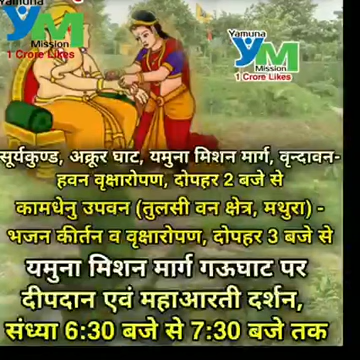 Yamuna
YM
Mission
1 Crore Likes
Yamuna
YM
Mission
1 Crore Likes
सूर्यकुण्ड, अक्रूर घाट, यमुना मिशन मार्ग, वृन्दावन-
हवन वृक्षारोपण, दोपहर 2 बजे से
कामधेनु उपवन (तुलसी वन क्षेत्र, मथुरा) -
भजन कीर्तन व वृक्षारोपण, दोपहर 3 बजे से
यमुना मिशन मार्ग गऊघाट पर
दीपदान एवं महाआरती दर्शन,
संध्या 6:30 बजे से 7:30 बजे तक